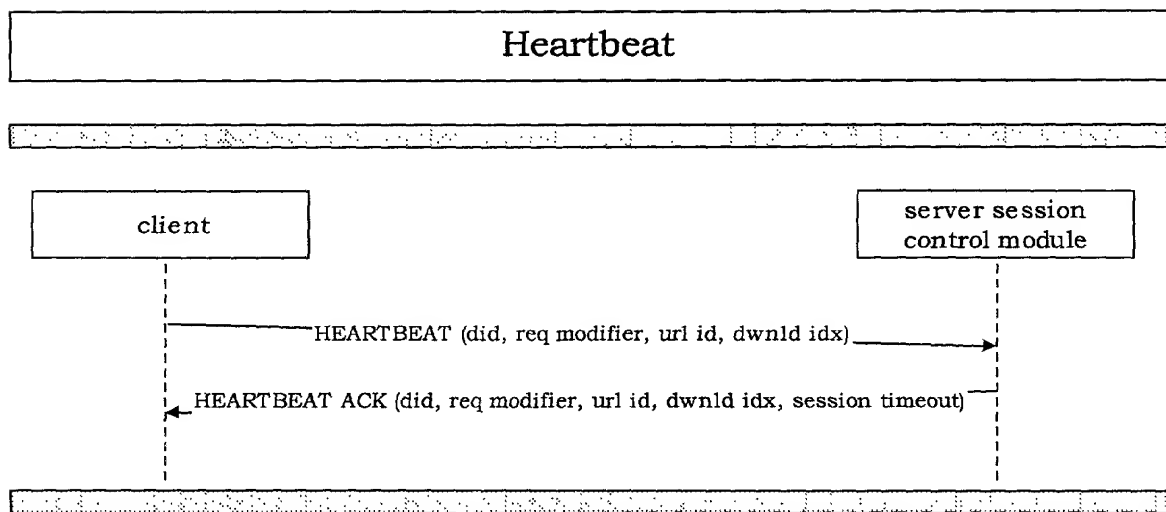 Heartbeat
client
server session
control module
HEARTBEAT (did, req modifier, url id, dwnld idx)
HEARTBEAT ACK (did, req modifier, url id, dwnld idx, session timeout)